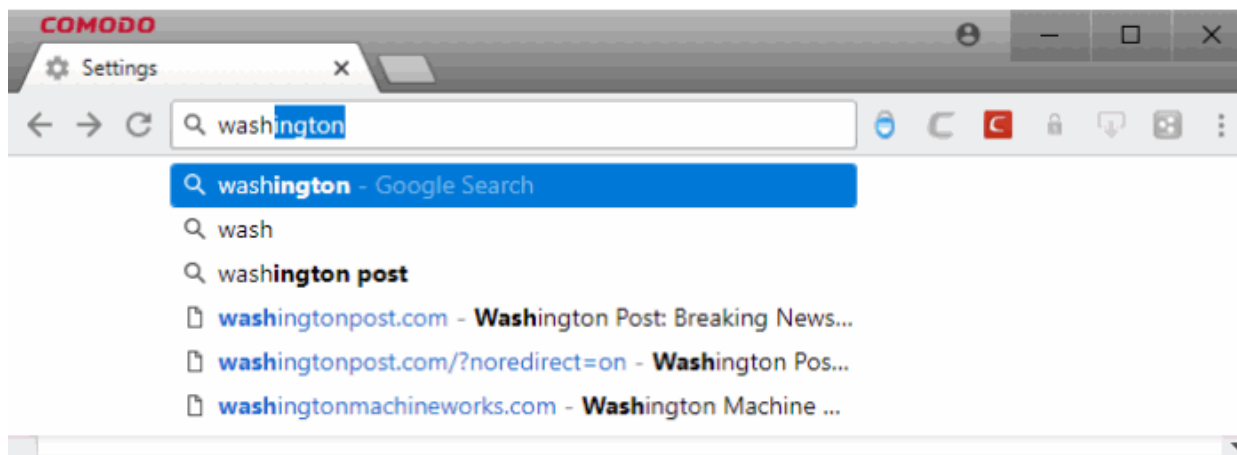 COMODO
Settings
washington
washington - Google Search
wash
washington post
washingtonpost.com - Washington Post: Breaking News...
washingtonpost.com/?noredirect=on - Washington Pos...
washingtonmachineworks.com - Washington Machine ...